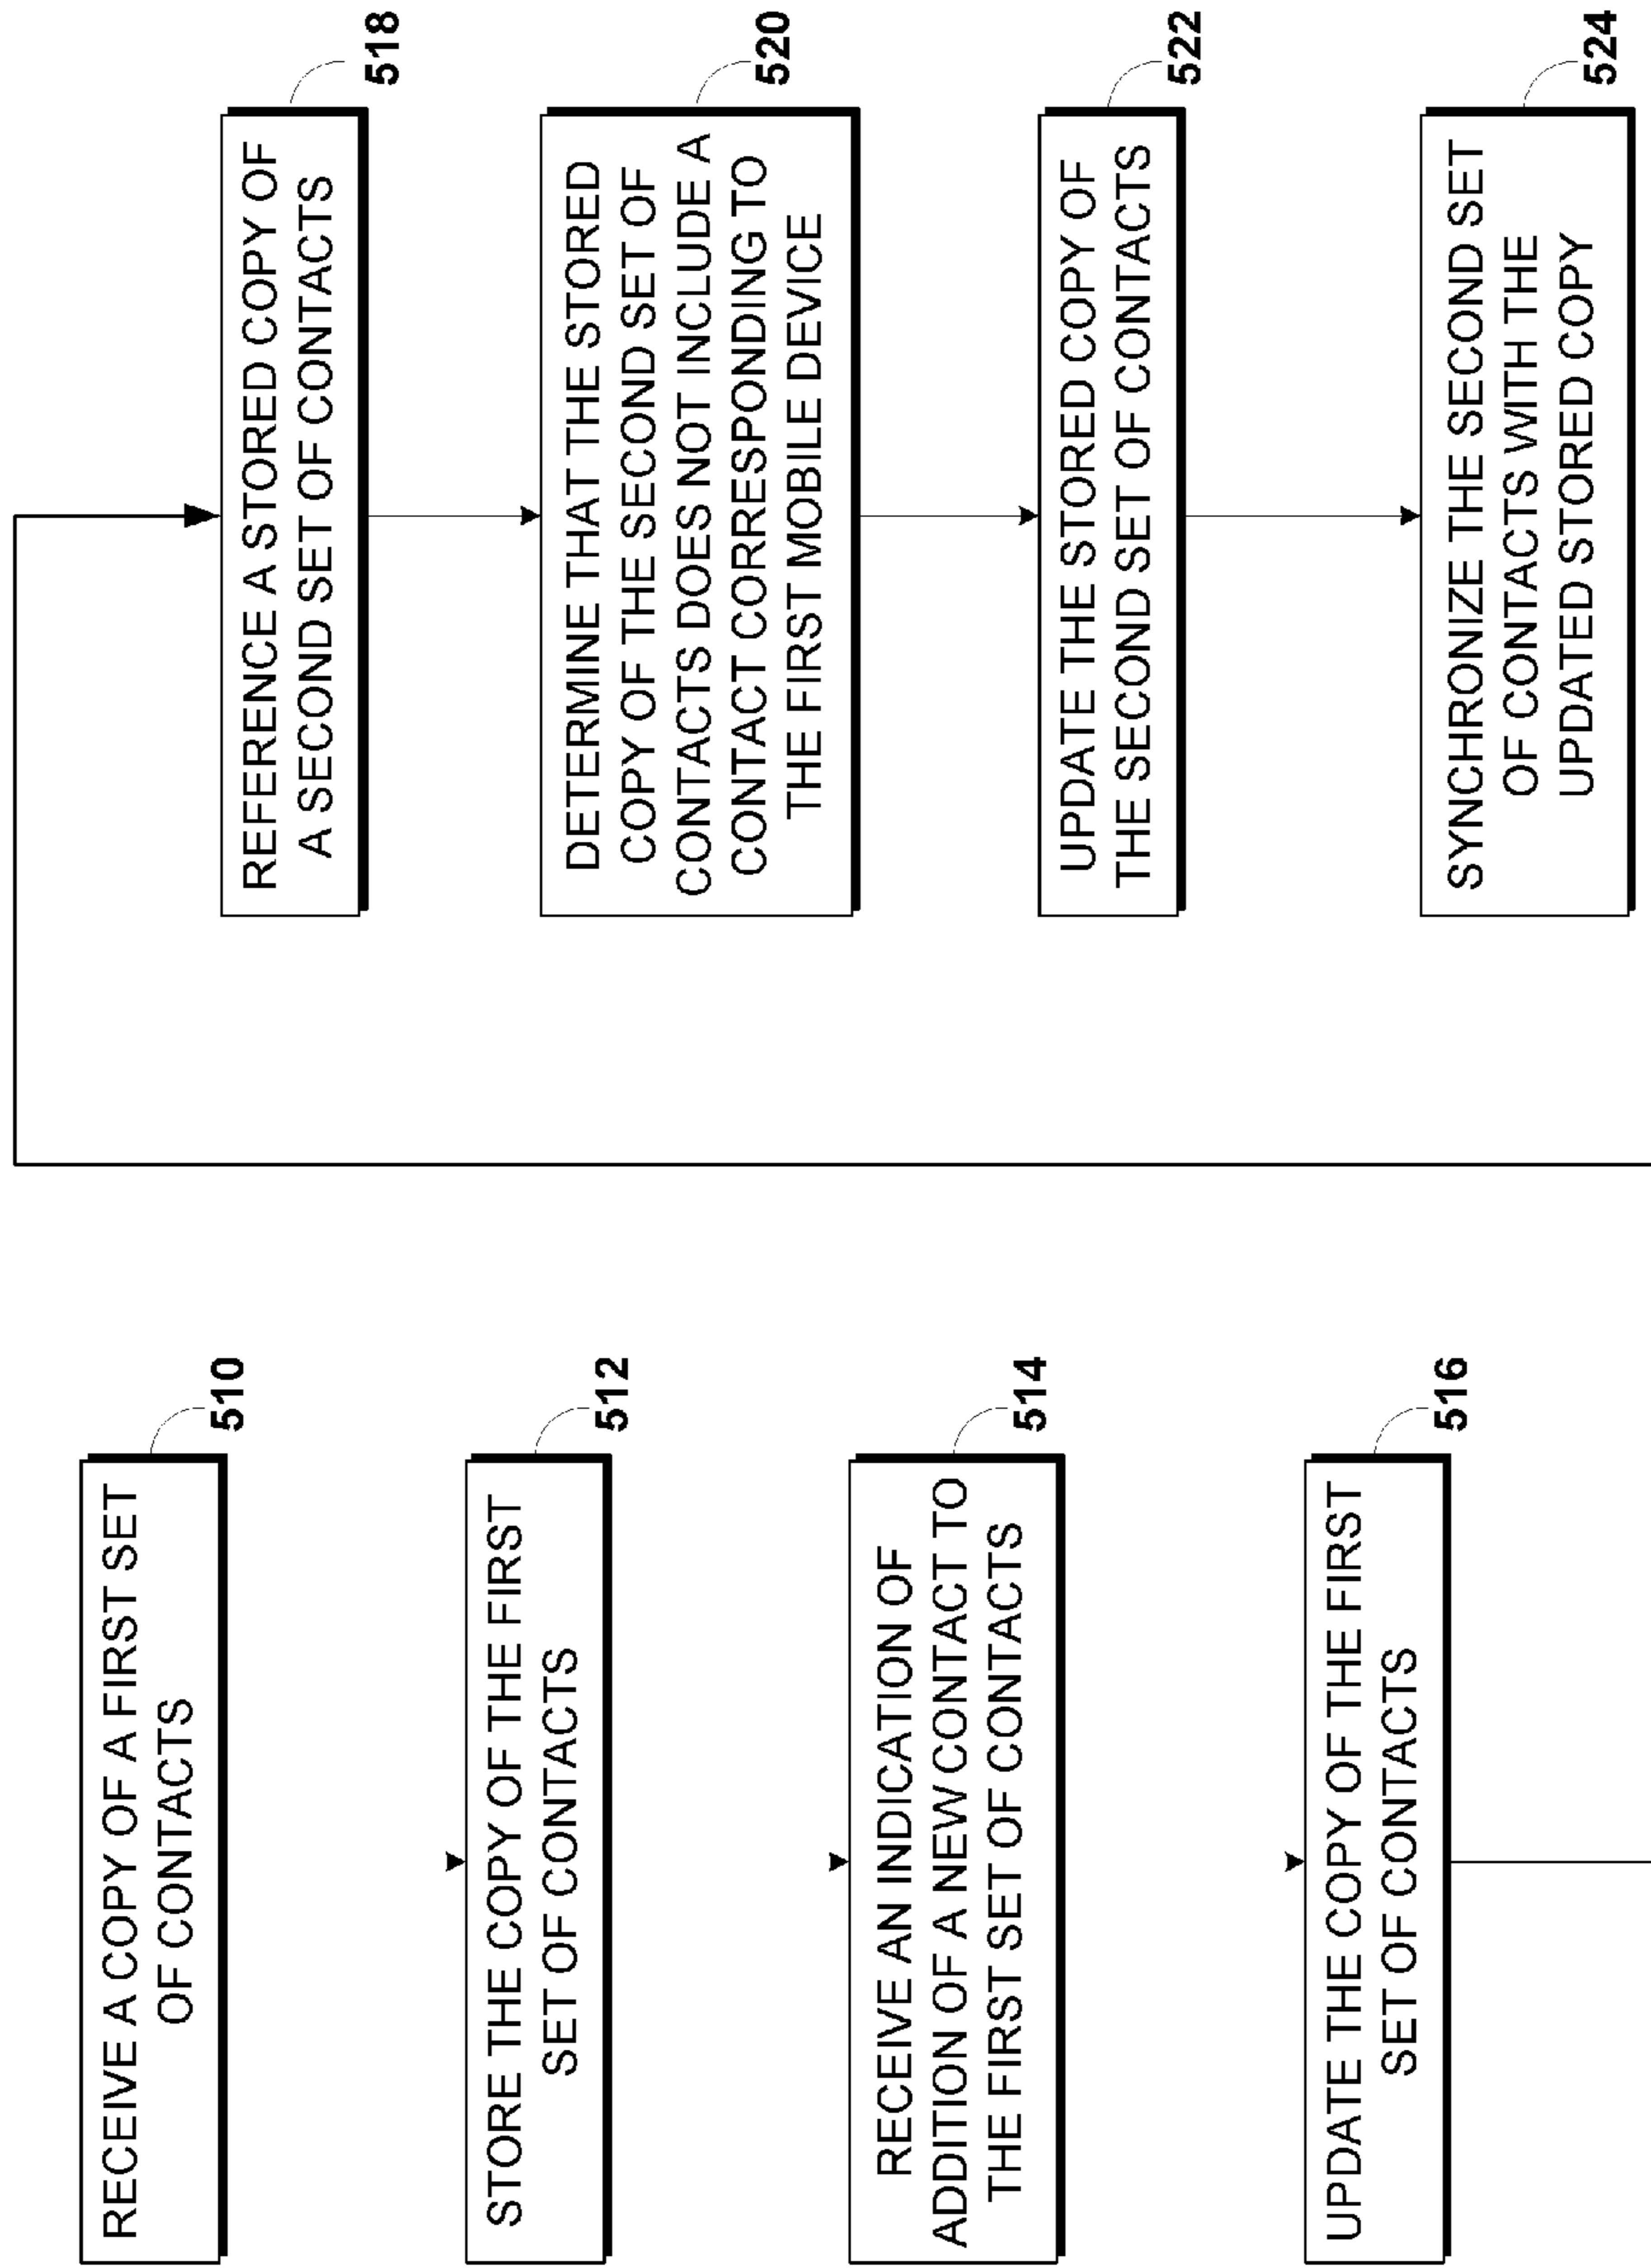 RECEIVE A COPY OF A FIRST SET
OF CONTACTS
510
STORE THE COPY OF THE FIRST
SET OF CONTACTS
512
RECEIVE AN INDICATION OF
ADDITION OF A NEW CONTACT TO
THE FIRST SET OF CONTACTS
514
UPDATE THE COPY OF THE FIRST
SET OF CONTACTS
516
REFERENCE A STORED COPY OF
A SECOND SET OF CONTACTS
518
DETERMINE THAT THE STORED
COPY OF THE SECOND SET OF
CONTACTS DOES NOT INCLUDE A
CONTACT CORRESPONDING TO
THE FIRST MOBILE DEVICE
520
UPDATE THE STORED COPY OF
THE SECOND SET OF CONTACTS
522
SYNCHRONIZE THE SECOND SET
OF CONTACTS WITH THE
UPDATED STORED COPY
524